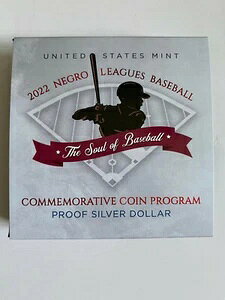 UNITED STATES MINT
2022 NEGRO LEAGUES BASEBALL
The Soul of Baseball
COMMEMORATIVE COIN PROGRAM
PROOF SILVER DOLLAR